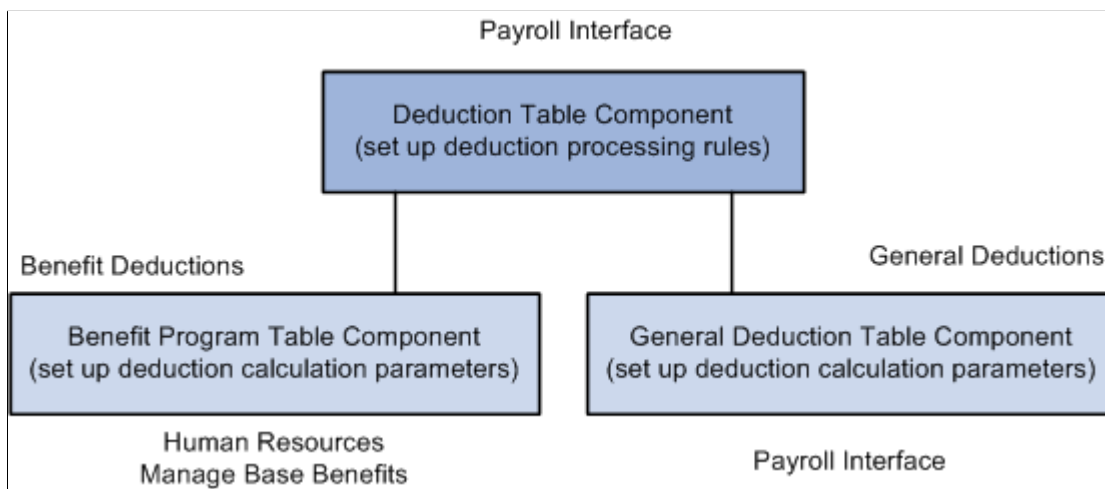 Payroll Interface
Deduction Table Component
(set up deduction processing rules)
Benefit Deductions
General Deductions
Benefit Program Table Component
(set up deduction calculation parameters)
General Deduction Table Component
(set up deduction calculation parameters)
Human Resources
Manage Base Benefits
Payroll Interface